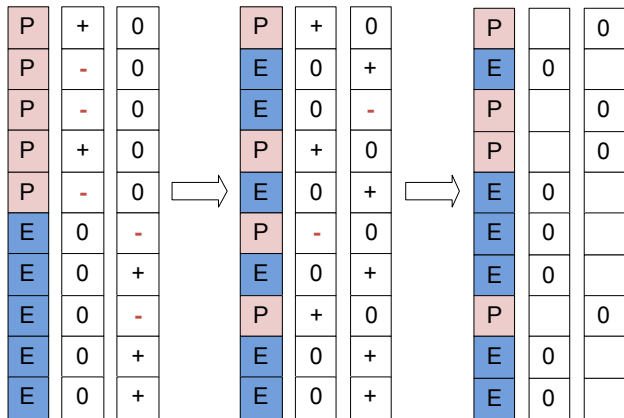 P + 0 P + 0 P 0
P - 0 E 0 + E 0
P - 0 E 0 - P 0
P + 0 P + 0 P 0
P - 0 E 0 + E 0
E 0 - P - 0 E 0
E 0 + E 0 + E 0
E 0 - P + 0 P 0
E 0 + E 0 + E 0
E 0 + E 0 + E 0